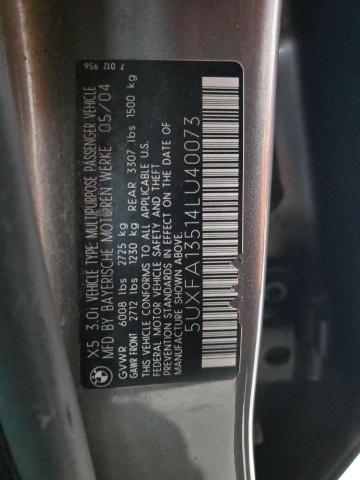 7 012 956
X5 3.0i VEHICLE TYPE: MULTIPURPOSE PASSENGER VEHICLE
MFD BY BAYERISCHE MOTOREN WERKE 05/04
GVWR 6008 lbs 2725 kg
GAWR FRONT 2712 lbs 1230 kg REAR 3307 lbs 1500 kg
THIS VEHICLE CONFORMS TO ALL APPLICABLE U.S.
FEDERAL MOTOR VEHICLE SAFETY AND THEFT
PREVENTION STANDARDS IN EFFECT ON THE DATE OF
MANUFACTURE SHOWN ABOVE.
5UXFA13514LU40073